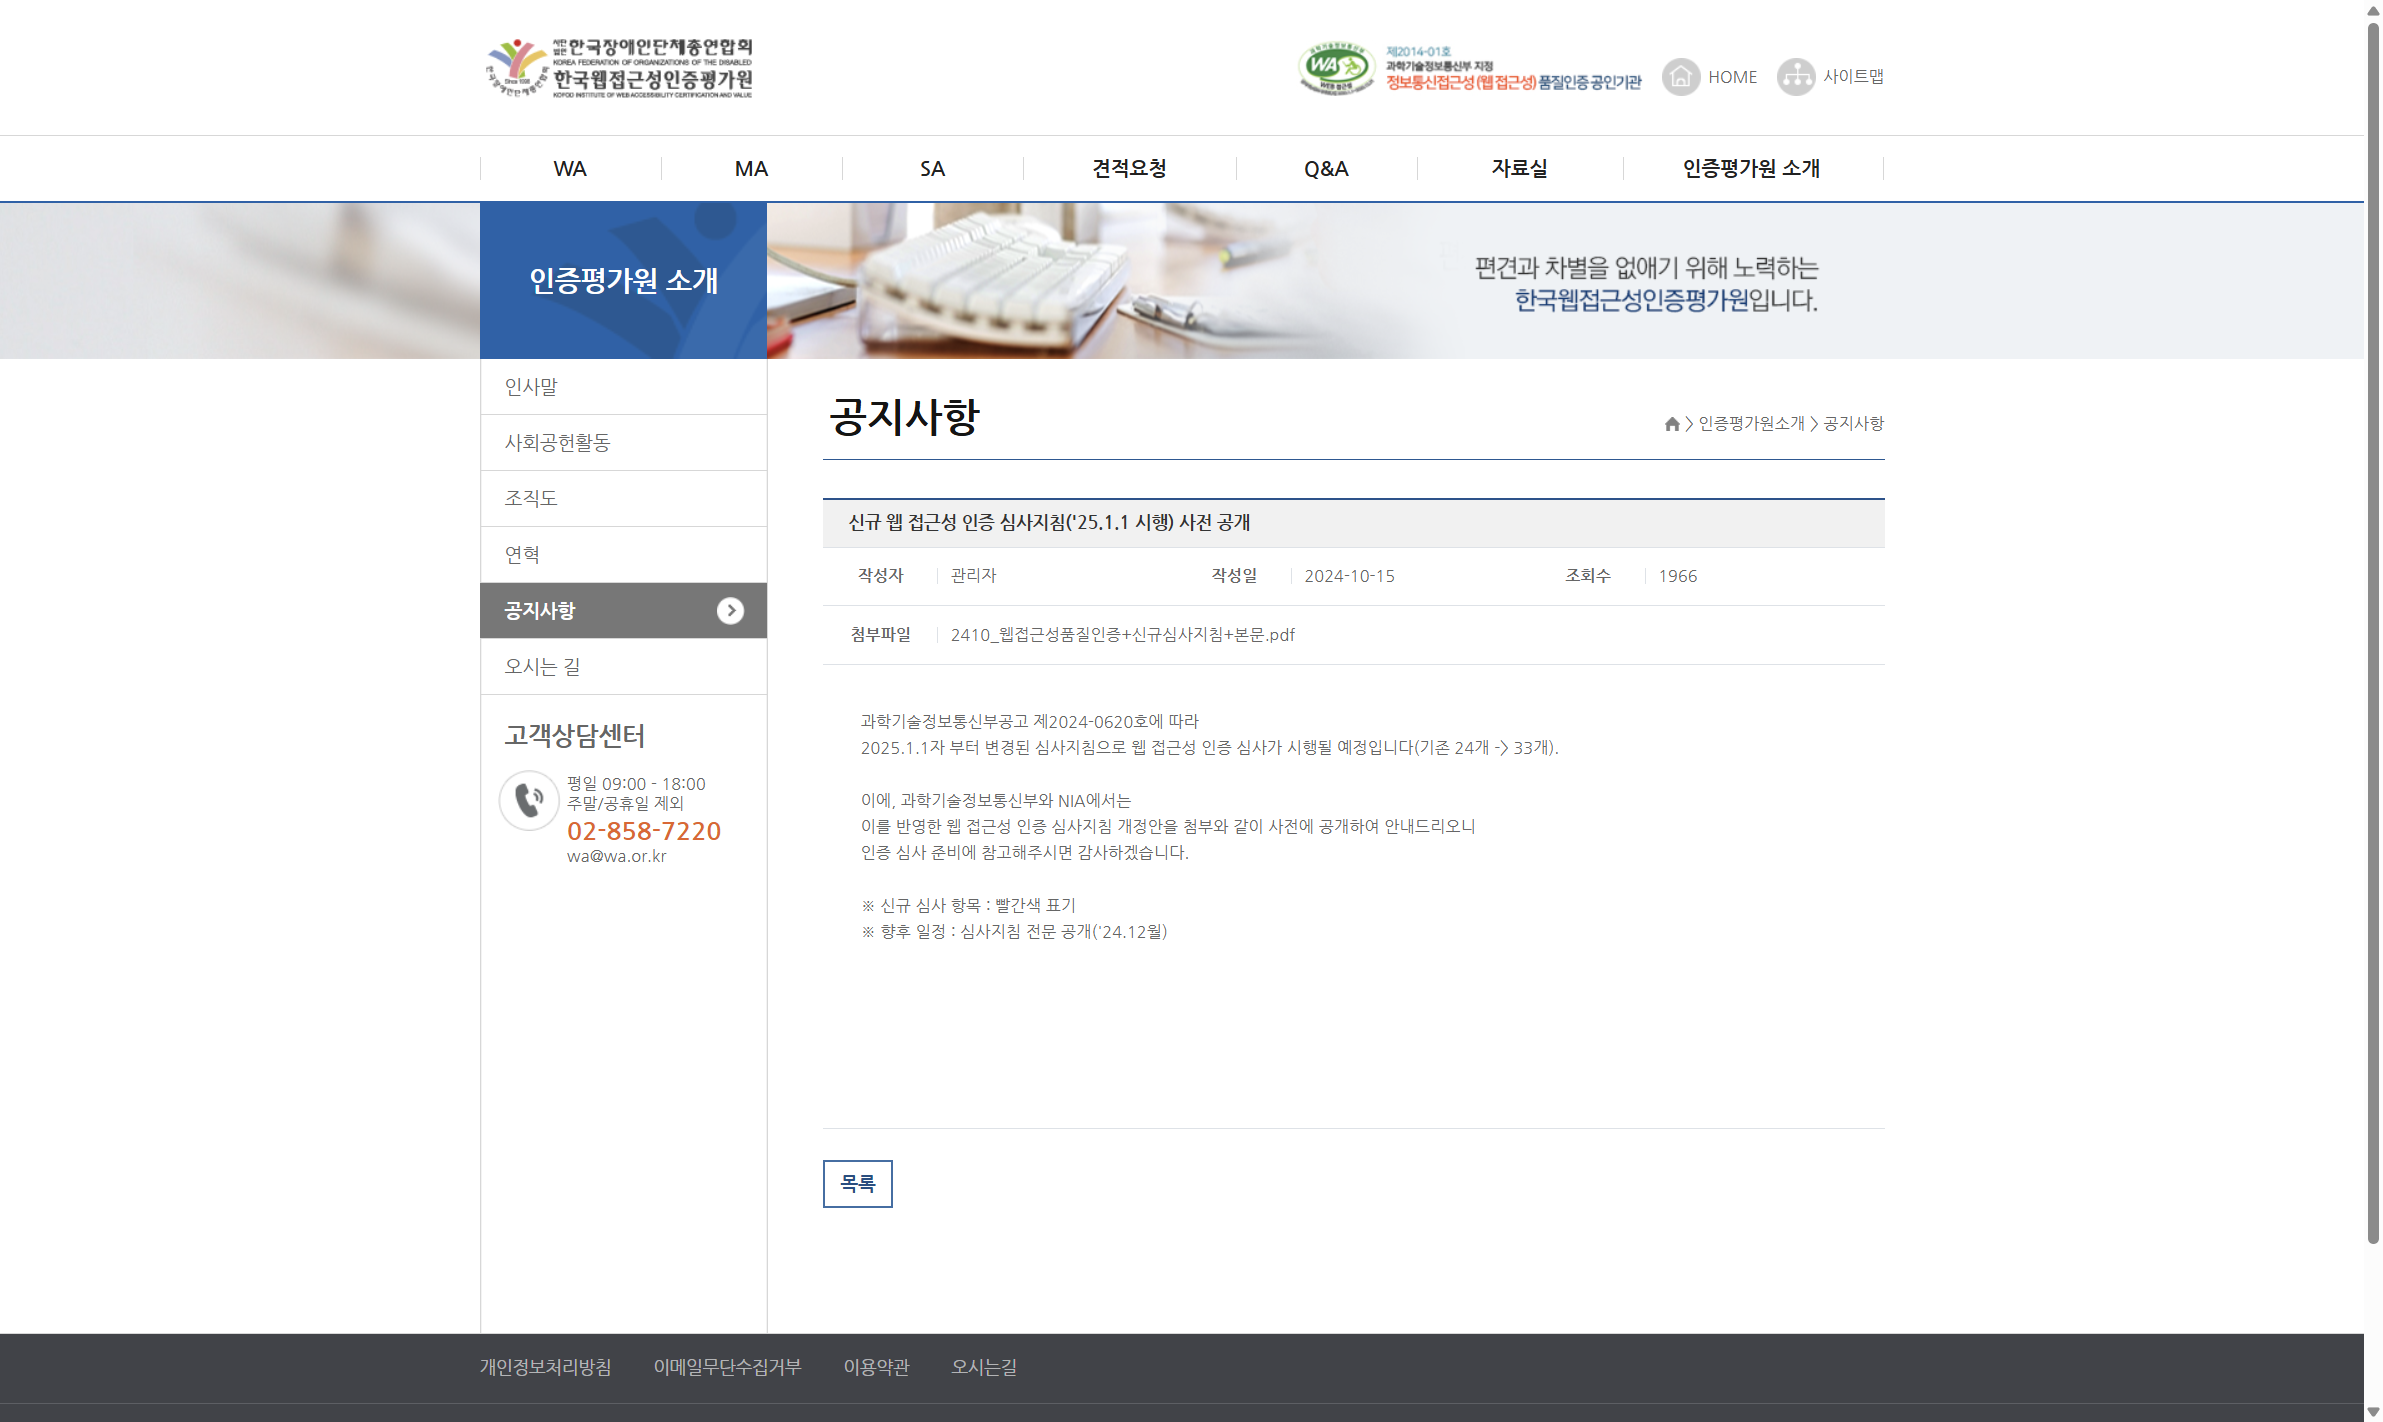 사단법인 한국장애인단체총연합회
KOREA FEDERATION OF ORGANIZATIONS OF THE DISABLED
한국웹접근성인증평가원
KOFOD INSTITUTE OF WEB ACCESSIBILITY CERTIFICATION AND VALUE
Since 1998
WA
WEB 접근성
제2014-01호
과학기술정보통신부 지정
정보통신접근성 (웹 접근성) 품질인증 공인기관
HOME
사이트맵
WA
MA
SA
견적요청
Q&A
자료실
인증평가원 소개
인증평가원 소개
편견과 차별을 없애기 위해 노력하는
한국웹접근성인증평가원입니다.
인사말
사회공헌활동
조직도
연혁
공지사항
오시는 길
고객상담센터
평일 09:00 - 18:00
주말/공휴일 제외
02-858-7220
wa@wa.or.kr
공지사항
> 인증평가원소개 > 공지사항
신규 웹 접근성 인증 심사지침('25.1.1 시행) 사전 공개
작성자 관리자 작성일 2024-10-15 조회수 1966
첨부파일 2410_웹접근성품질인증+신규심사지침+본문.pdf
과학기술정보통신부공고 제2024-0620호에 따라
2025.1.1자 부터 변경된 심사지침으로 웹 접근성 인증 심사가 시행될 예정입니다(기존 24개 -> 33개).
이에, 과학기술정보통신부와 NIA에서는
이를 반영한 웹 접근성 인증 심사지침 개정안을 첨부와 같이 사전에 공개하여 안내드리오니
인증 심사 준비에 참고해주시면 감사하겠습니다.
※ 신규 심사 항목 : 빨간색 표기
※ 향후 일정 : 심사지침 전문 공개('24.12월)
목록
개인정보처리방침
이메일무단수집거부
이용약관
오시는길